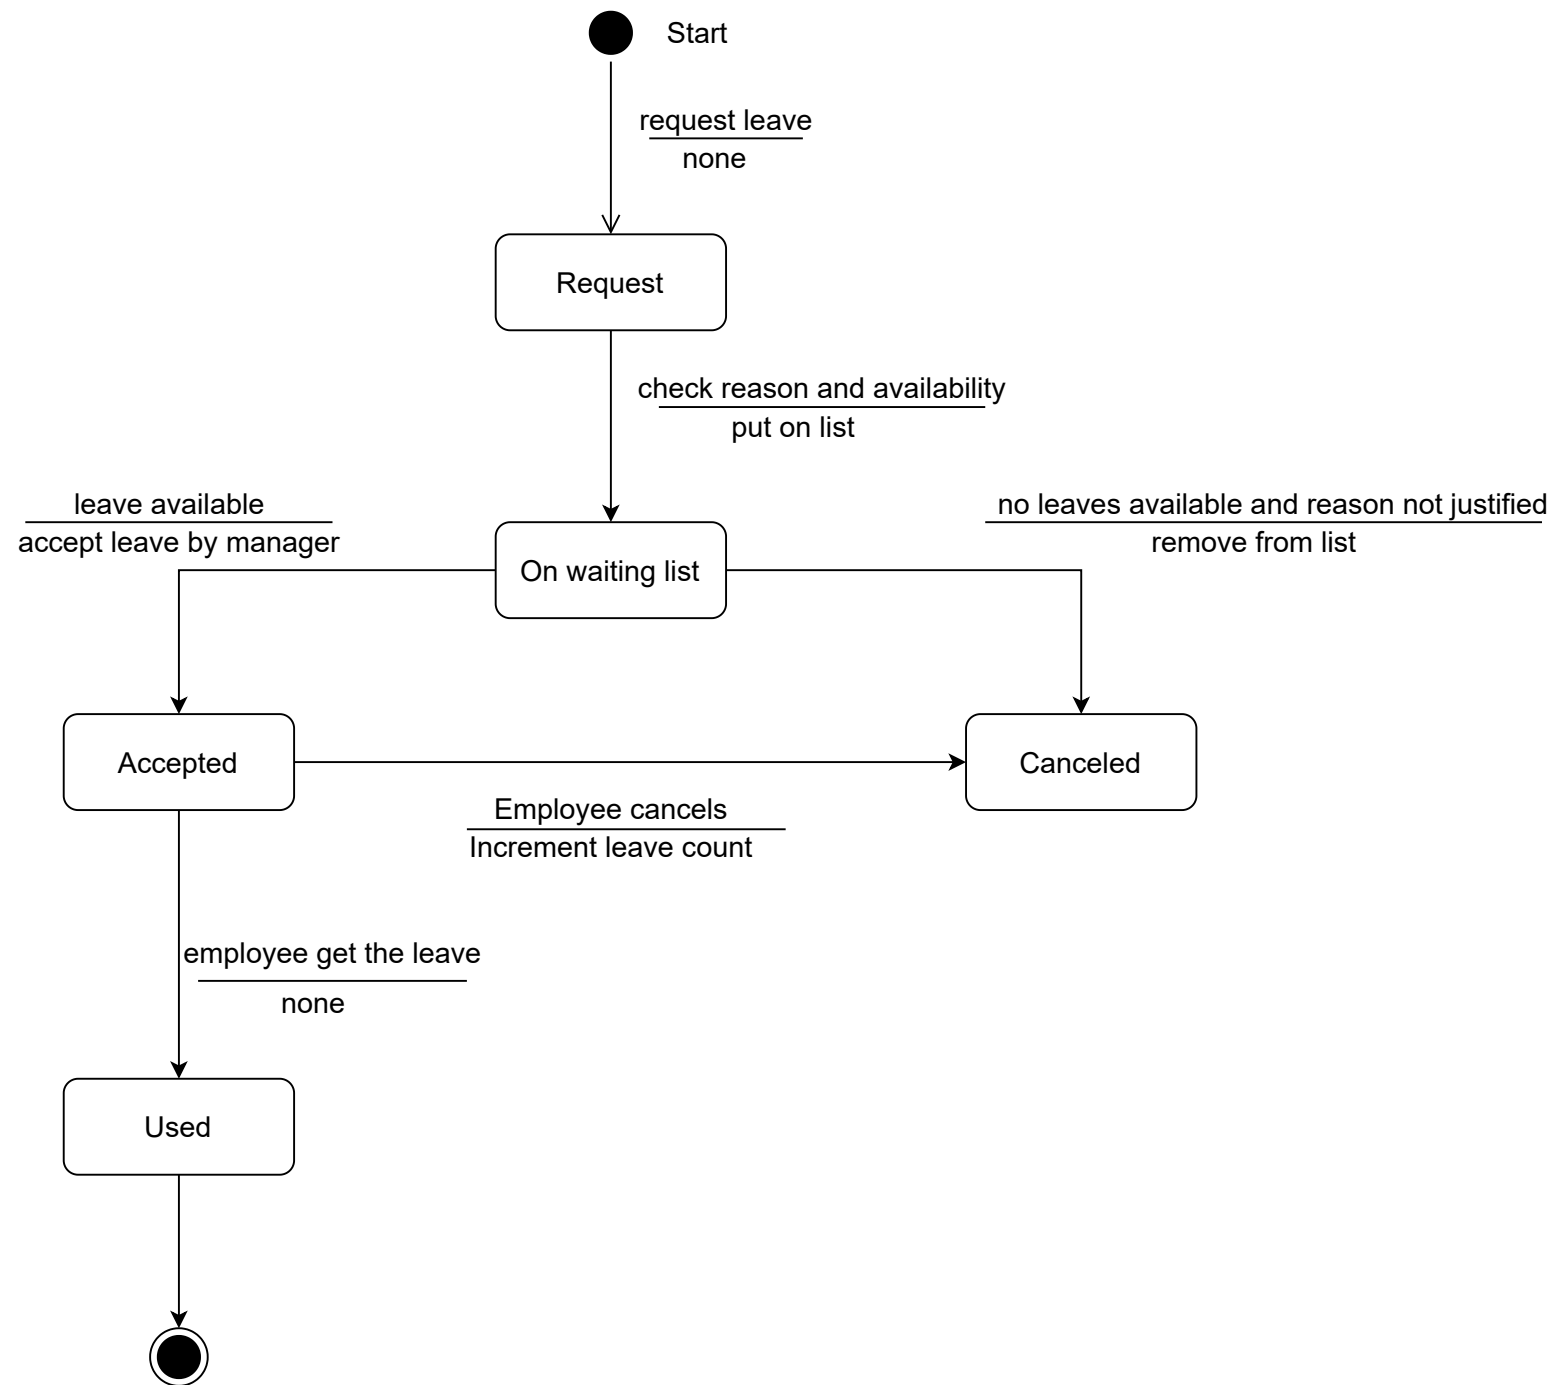 Start
request leave
none
Request
check reason and availability
put on list
leave available
accept leave by manager
no leaves available and reason not justified
remove from list
On waiting list
Accepted
Canceled
Employee cancels
Increment leave count
employee get the leave
none
Used